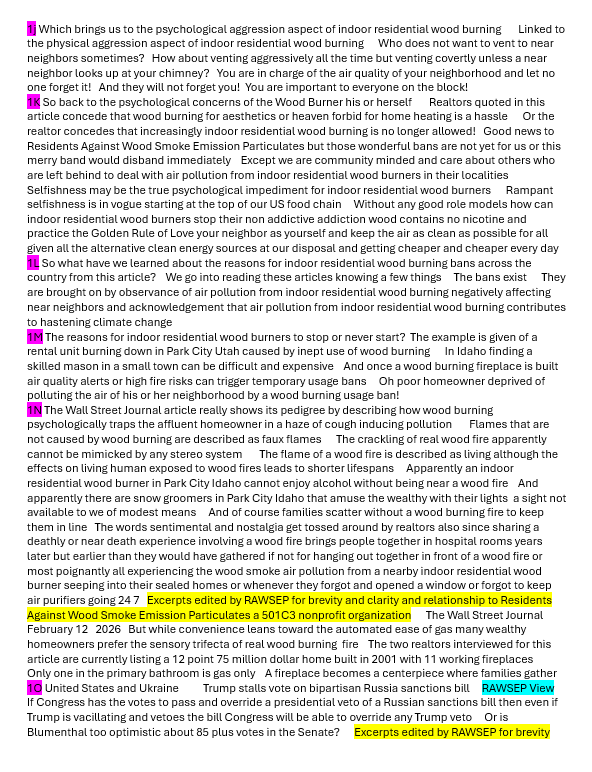 1j Which brings us to the psychological aggression aspect of indoor residential wood burning Linked to
the physical aggression aspect of indoor residential wood burning Who does not want to vent to near
neighbors sometimes? How about venting aggressively all the time but venting covertly unless a near
neighbor looks up at your chimney? You are in charge of the air quality of your neighborhood and let no
one forget it! And they will not forget you! You are important to everyone on the block!
1K So back to the psychological concerns of the Wood Burner his or herself Realtors quoted in this
article concede that wood burning for aesthetics or heaven forbid for home heating is a hassle Or the
realtor concedes that increasingly indoor residential wood burning is no longer allowed! Good news to
Residents Against Wood Smoke Emission Particulates but those wonderful bans are not yet for us or this
merry band would disband immediately Except we are community minded and care about others who
are left behind to deal with air pollution from indoor residential wood burners in their localities
Selfishness may be the true psychological impediment for indoor residential wood burners Rampant
selfishness is in vogue starting at the top of our US food chain Without any good role models how can
indoor residential wood burners stop their non addictive addiction wood contains no nicotine and
practice the Golden Rule of Love your neighbor as yourself and keep the air as clean as possible for all
given all the alternative clean energy sources at our disposal and getting cheaper and cheaper every day
1L So what have we learned about the reasons for indoor residential wood burning bans across the
country from this article? We go into reading these articles knowing a few things The bans exist They
are brought on by observance of air pollution from indoor residential wood burning negatively affecting
near neighbors and acknowledgement that air pollution from indoor residential wood burning contributes
to hastening climate change
1M The reasons for indoor residential wood burners to stop or never start? The example is given of a
rental unit burning down in Park City Utah caused by inept use of wood burning In Idaho finding a
skilled mason in a small town can be difficult and expensive And once a wood burning fireplace is built
air quality alerts or high fire risks can trigger temporary usage bans Oh poor homeowner deprived of
polluting the air of his or her neighborhood by a wood burning usage ban!
1N The Wall Street Journal article really shows its pedigree by describing how wood burning
psychologically traps the affluent homeowner in a haze of cough inducing pollution Flames that are
not caused by wood burning are described as faux flames The crackling of real wood fire apparently
cannot be mimicked by any stereo system The flame of a wood fire is described as living although the
effects on living human exposed to wood fires leads to shorter lifespans Apparently an indoor
residential wood burner in Park City Idaho cannot enjoy alcohol without being near a wood fire And
apparently there are snow groomers in Park City Idaho that amuse the wealthy with their lights a sight not
available to we of modest means And of course families scatter without a wood burning fire to keep
them in line The words sentimental and nostalgia get tossed around by realtors also since sharing a
deathly or near death experience involving a wood fire brings people together in hospital rooms years
later but earlier than they would have gathered if not for hanging out together in front of a wood fire or
most poignantly all experiencing the wood smoke air pollution from a nearby indoor residential wood
burner seeping into their sealed homes or whenever they forgot and opened a window or forgot to keep
air purifiers going 24 7 Excerpts edited by RAWSEP for brevity and clarity and relationship to Residents
Against Wood Smoke Emission Particulates a 501C3 nonprofit organization The Wall Street Journal
February 12 2026 But while convenience leans toward the automated ease of gas many wealthy
homeowners prefer the sensory trifecta of real wood burning fire The two realtors interviewed for this
article are currently listing a 12 point 75 million dollar home built in 2001 with 11 working fireplaces
Only one in the primary bathroom is gas only A fireplace becomes a centerpiece where families gather
1O United States and Ukraine Trump stalls vote on bipartisan Russia sanctions bill RAWSEP View
If Congress has the votes to pass and override a presidential veto of a Russian sanctions bill then even if
Trump is vacillating and vetoes the bill Congress will be able to override any Trump veto Or is
Blumenthal too optimistic about 85 plus votes in the Senate? Excerpts edited by RAWSEP for brevity